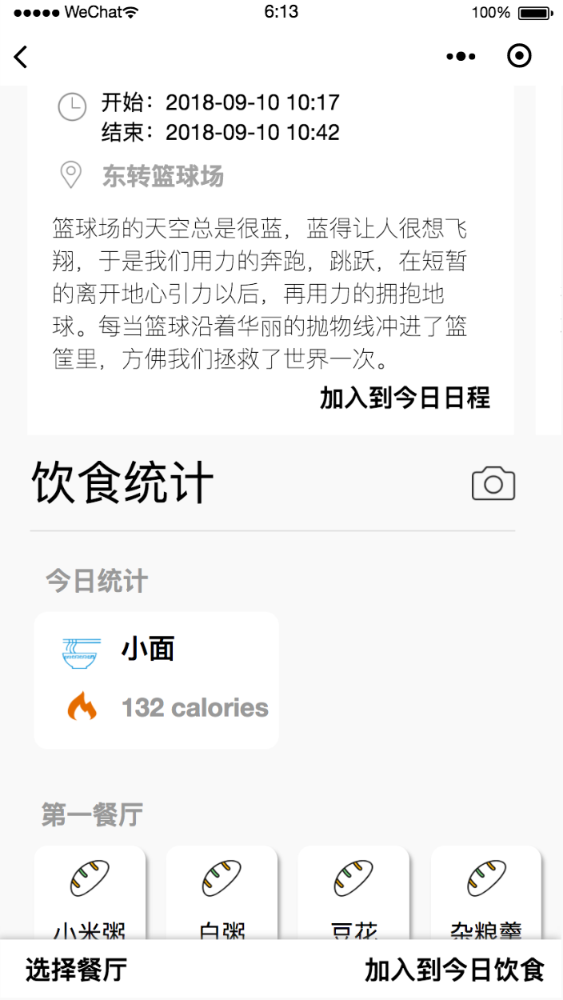 WeChat
6:13
100%
开始：2018-09-10 10:17
结束：2018-09-10 10:42
东转篮球场
篮球场的天空总是很蓝，蓝得让人很想飞
翔，于是我们用力的奔跑，跳跃，在短暂
的离开地心引力以后，再用力的拥抱地
球。每当篮球沿着华丽的抛物线冲进了篮
筐里，方佛我们拯救了世界一次。
加入到今日日程
饮食统计
今日统计
小面
132 calories
第一餐厅
小米粥
白粥
豆花
杂粮羹
选择餐厅
加入到今日饮食